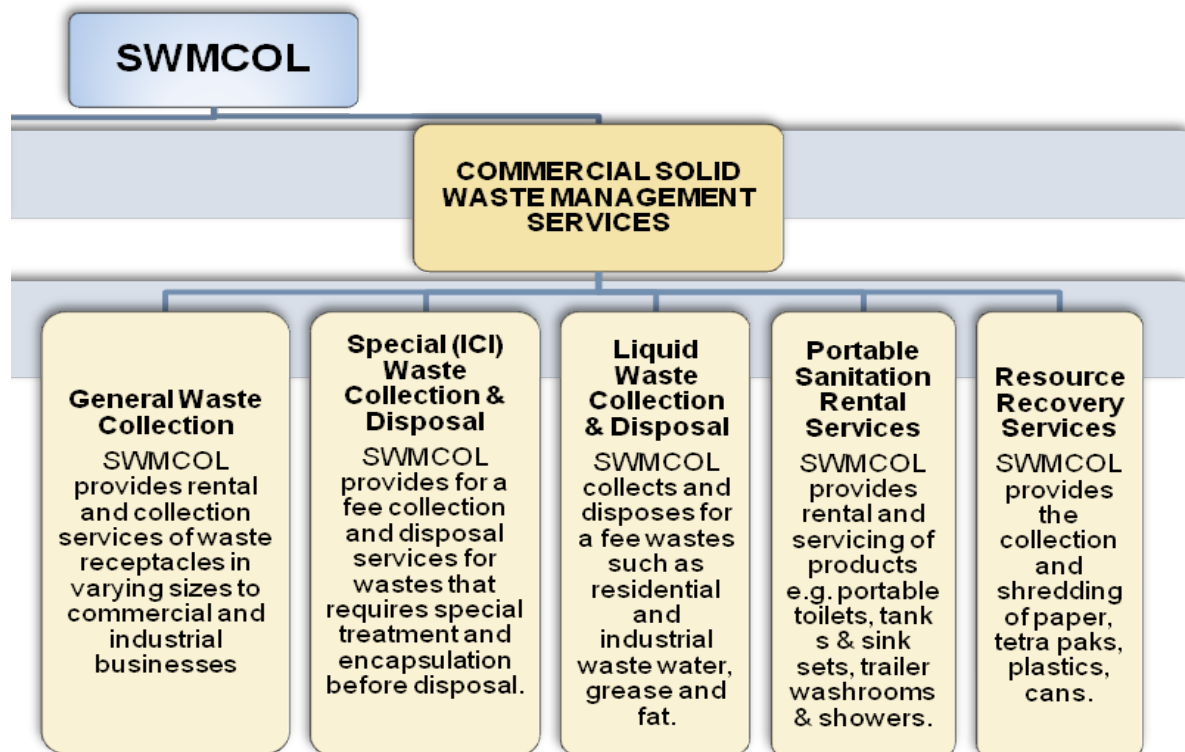 SWMCOL
COMMERCIAL SOLID
WASTE MANAGEMENT
SERVICES
General Waste
Collection
SWMCOL
provides rental
and collection
services of waste
receptacles in
varying sizes to
commercial and
industrial
businesses
Special (ICI)
Waste
Collection &
Disposal
SWMCOL
provides for a
fee collection
and disposal
services for
wastes that
requires special
treatment and
encapsulation
before disposal.
Liquid
Waste
Collection
& Disposal
SWMCOL
collects and
disposes for
a fee wastes
such as
residential
and
industrial
waste water,
grease and
fat.
Portable
Sanitation
Rental
Services
SWMCOL
provides
rental and
servicing of
products
e.g. portable
toilets, tank
s & sink
sets, trailer
washrooms
& showers.
Resource
Recovery
Services
SWMCOL
provides
the
collection
and
shredding
of paper,
tetra paks,
plastics,
cans.